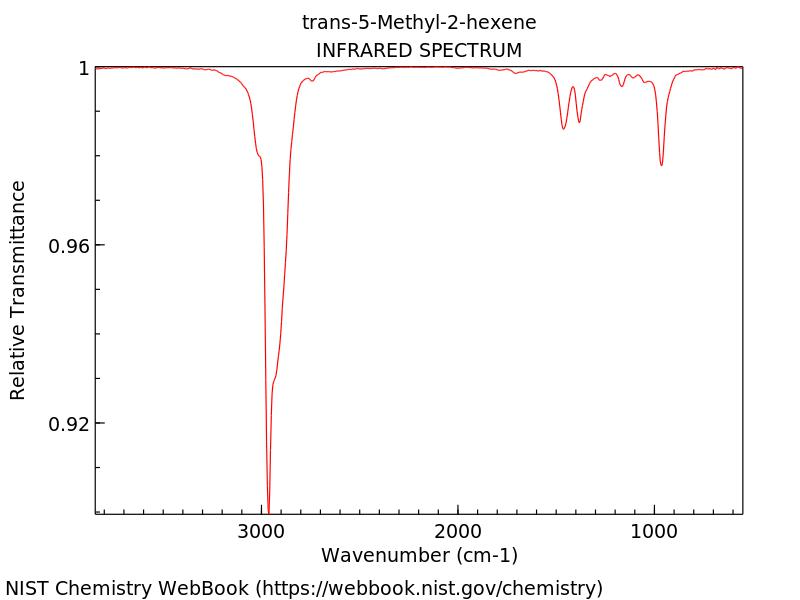 trans-5-Methyl-2-hexene
INFRARED SPECTRUM
1
0.96
0.92
Relative Transmittance
3000 2000 1000
Wavenumber (cm-1)
NIST Chemistry WebBook (https://webbook.nist.gov/chemistry)